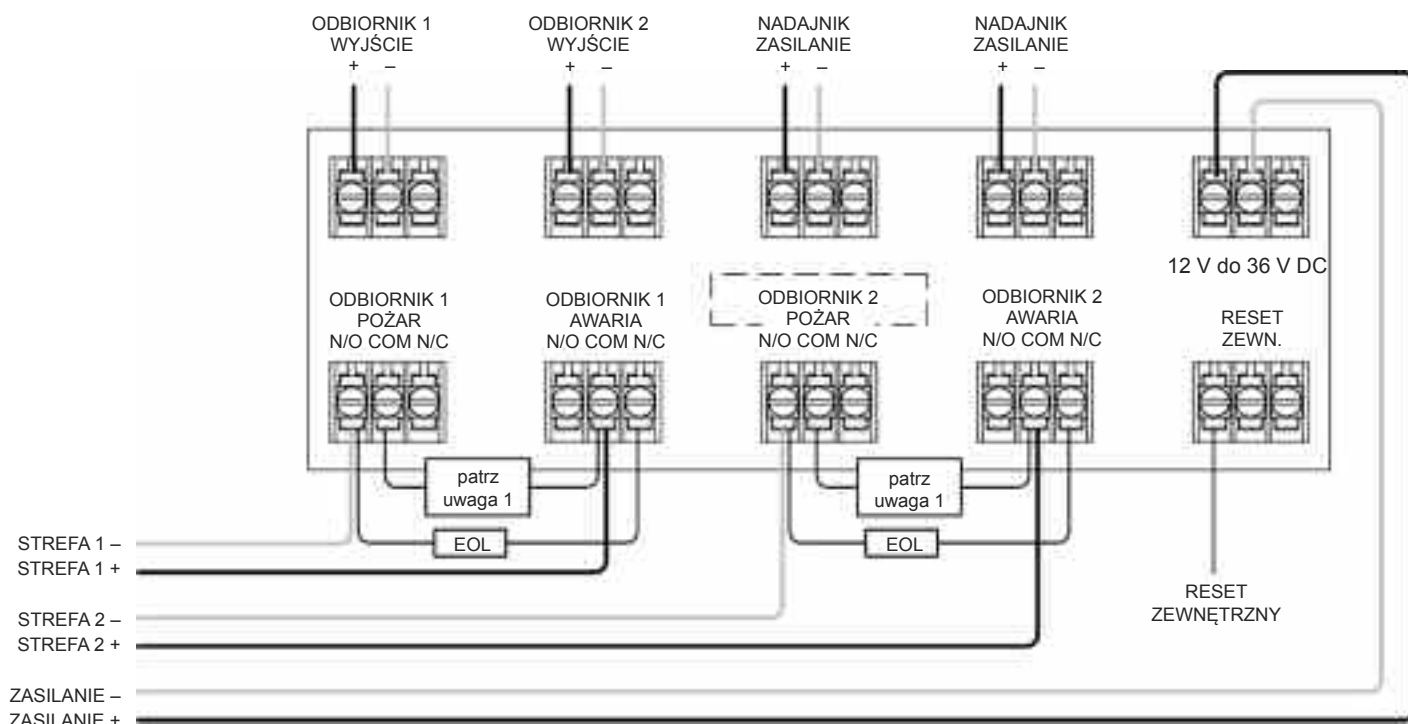 ODBIORNIK 1
WYJŚCIE
+ –
ODBIORNIK 2
WYJŚCIE
+ –
NADAJNIK
ZASILANIE
+ –
NADAJNIK
ZASILANIE
+ –
12 V do 36 V DC
ODBIORNIK 1
POŻAR
N/O COM N/C
ODBIORNIK 1
AWARIA
N/O COM N/C
ODBIORNIK 2
POŻAR
N/O COM N/C
ODBIORNIK 2
AWARIA
N/O COM N/C
RESET
ZEWN.
patrz
uwaga 1
patrz
uwaga 1
EOL
EOL
STREFA 1 –
STREFA 1 +
STREFA 2 –
STREFA 2 +
RESET
ZEWNĘTRZNY
ZASILANIE –
ZASILANIE +